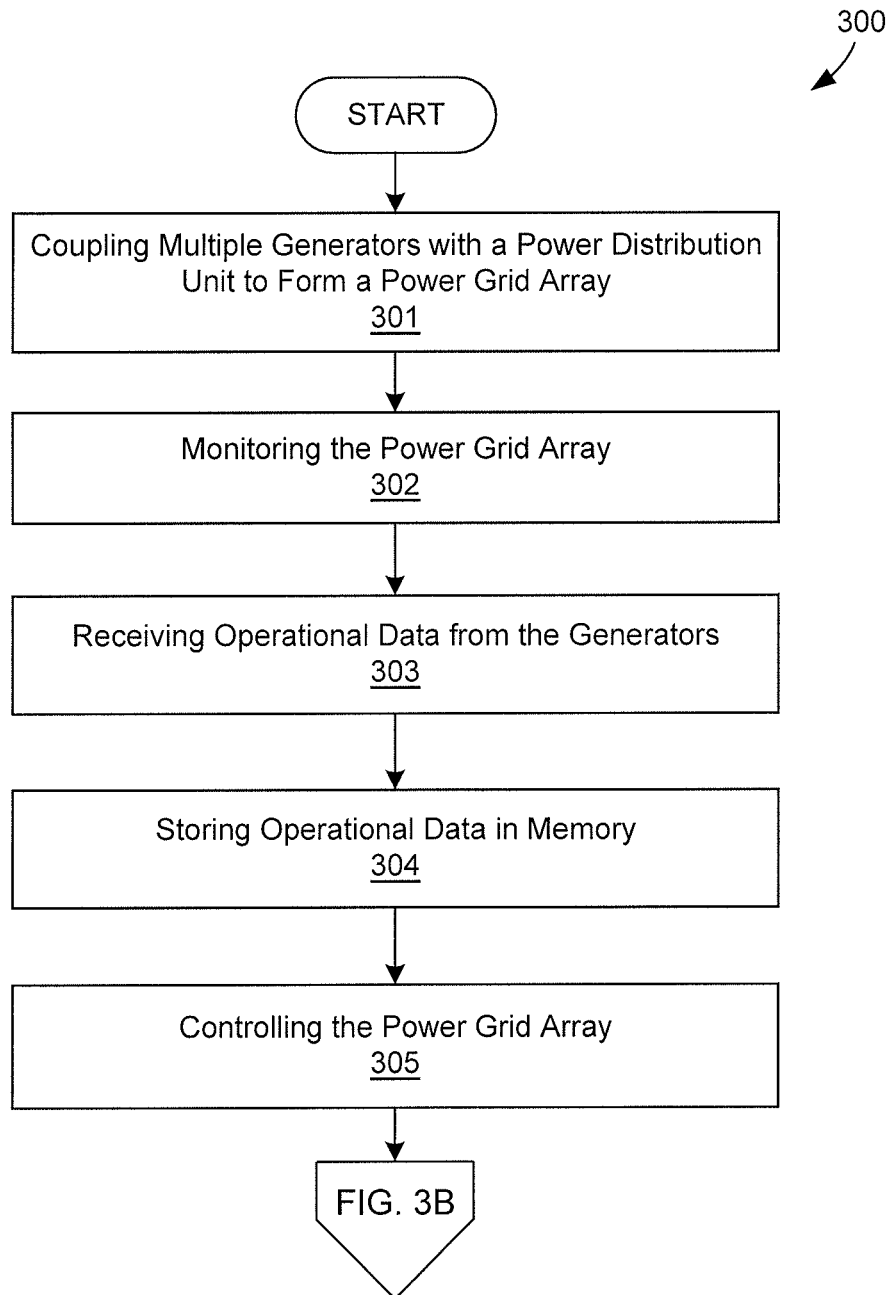 300
START
Coupling Multiple Generators with a Power Distribution
Unit to Form a Power Grid Array
301
Monitoring the Power Grid Array
302
Receiving Operational Data from the Generators
303
Storing Operational Data in Memory
304
Controlling the Power Grid Array
305
FIG. 3B